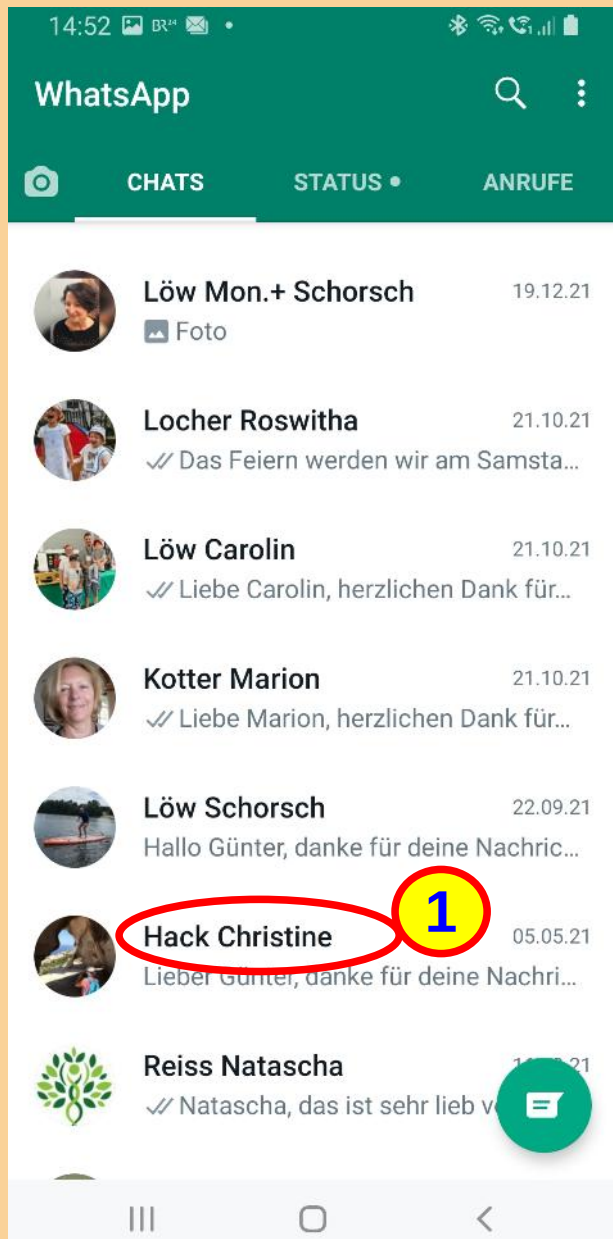 14:52 BR24
WhatsApp
CHATS STATUS ANRUFE
Löw Mon.+ Schorsch 19.12.21
Foto
Locher Roswitha 21.10.21
Das Feiern werden wir am Samsta...
Löw Carolin 21.10.21
Liebe Carolin, herzlichen Dank für...
Kotter Marion 21.10.21
Liebe Marion, herzlichen Dank für...
Löw Schorsch 22.09.21
Hallo Günter, danke für deine Nachric...
Hack Christine 1 05.05.21
Lieber Günter, danke für deine Nachri...
Reiss Natascha 21
Natascha, das ist sehr lieb